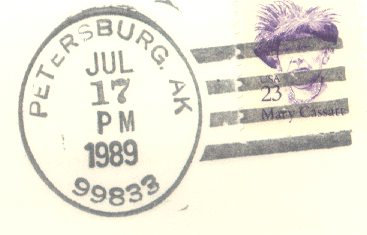 PETERSBURG, AK
JUL
17
PM
1989
99833
USA
23
Mary Cassatt